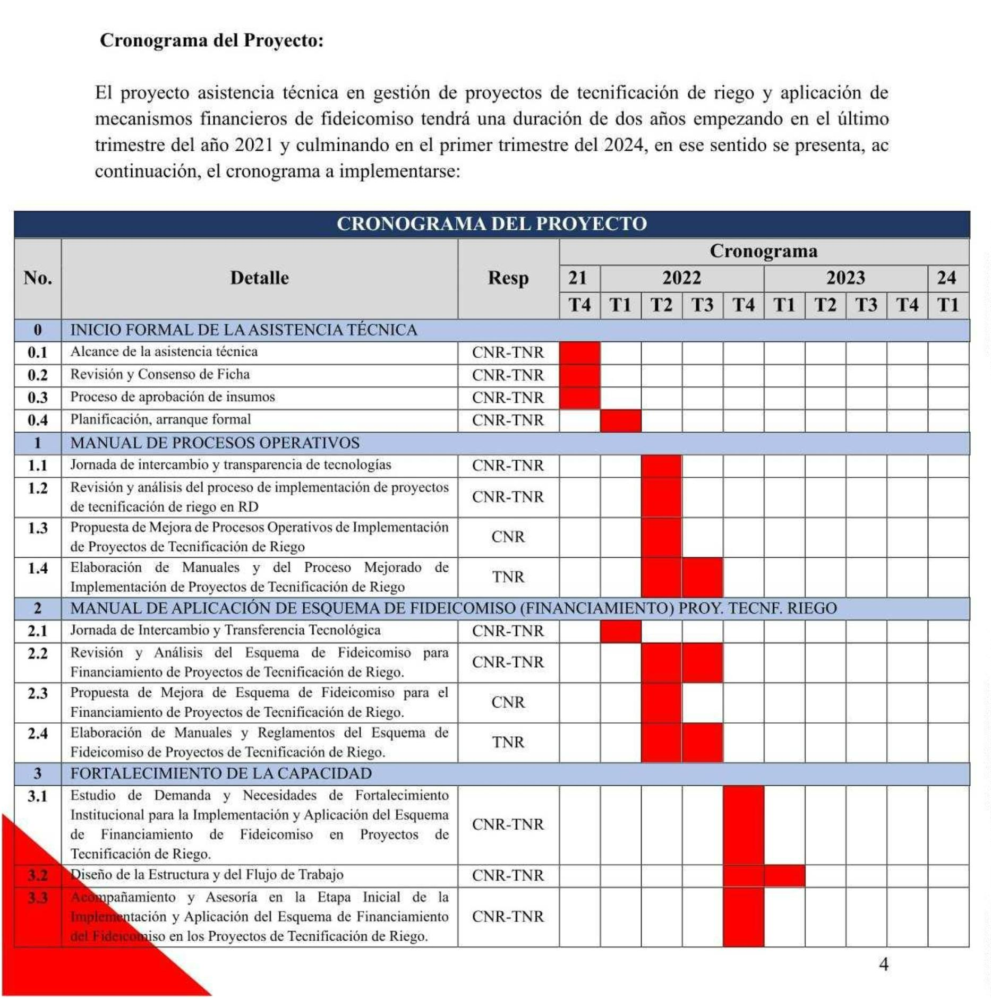 Cronograma del Proyecto:
El proyecto asistencia técnica en gestión de proyectos de tecnificación de riego y aplicación de
mecanismos financieros de fideicomiso tendrá una duración de dos años empezando en el último
trimestre del año 2021 y culminando en el primer trimestre del 2024, en ese sentido se presenta, ac
continuación, el cronograma a implementarse:
CRONOGRAMA DEL PROYECTO
No. Detalle Resp Cronograma
21 2022 2023 24
T4 T1 T2 T3 T4 T1 T2 T3 T4 T1
0 INICIO FORMAL DE LA ASISTENCIA TÉCNICA
0.1 Alcance de la asistencia técnica CNR-TNR
0.2 Revisión y Consenso de Ficha CNR-TNR
0.3 Proceso de aprobación de insumos CNR-TNR
0.4 Planificación, arranque formal CNR-TNR
1 MANUAL DE PROCESOS OPERATIVOS
1.1 Jornada de intercambio y transparencia de tecnologías CNR-TNR
1.2 Revisión y análisis del proceso de implementación de proyectos
de tecnificación de riego en RD CNR-TNR
1.3 Propuesta de Mejora de Procesos Operativos de Implementación
de Proyectos de Tecnificación de Riego CNR
1.4 Elaboración de Manuales y del Proceso Mejorado de
Implementación de Proyectos de Tecnificación de Riego TNR
2 MANUAL DE APLICACIÓN DE ESQUEMA DE FIDEICOMISO (FINANCIAMIENTO) PROY. TECNF. RIEGO
2.1 Jornada de Intercambio y Transferencia Tecnológica CNR-TNR
2.2 Revisión y Análisis del Esquema de Fideicomiso para
Financiamiento de Proyectos de Tecnificación de Riego. CNR-TNR
2.3 Propuesta de Mejora de Esquema de Fideicomiso para el
Financiamiento de Proyectos de Tecnificación de Riego. CNR
2.4 Elaboración de Manuales y Reglamentos del Esquema de
Fideicomiso de Proyectos de Tecnificación de Riego. TNR
3 FORTALECIMIENTO DE LA CAPACIDAD
3.1 Estudio de Demanda y Necesidades de Fortalecimiento
Institucional para la Implementación y Aplicación del Esquema
de Financiamiento de Fideicomiso en Proyectos de
Tecnificación de Riego. CNR-TNR
3.2 Diseño de la Estructura y del Flujo de Trabajo CNR-TNR
3.3 Acompañamiento y Asesoría en la Etapa Inicial de la
Implementación y Aplicación del Esquema de Financiamiento
del Fideicomiso en los Proyectos de Tecnificación de Riego. CNR-TNR
4